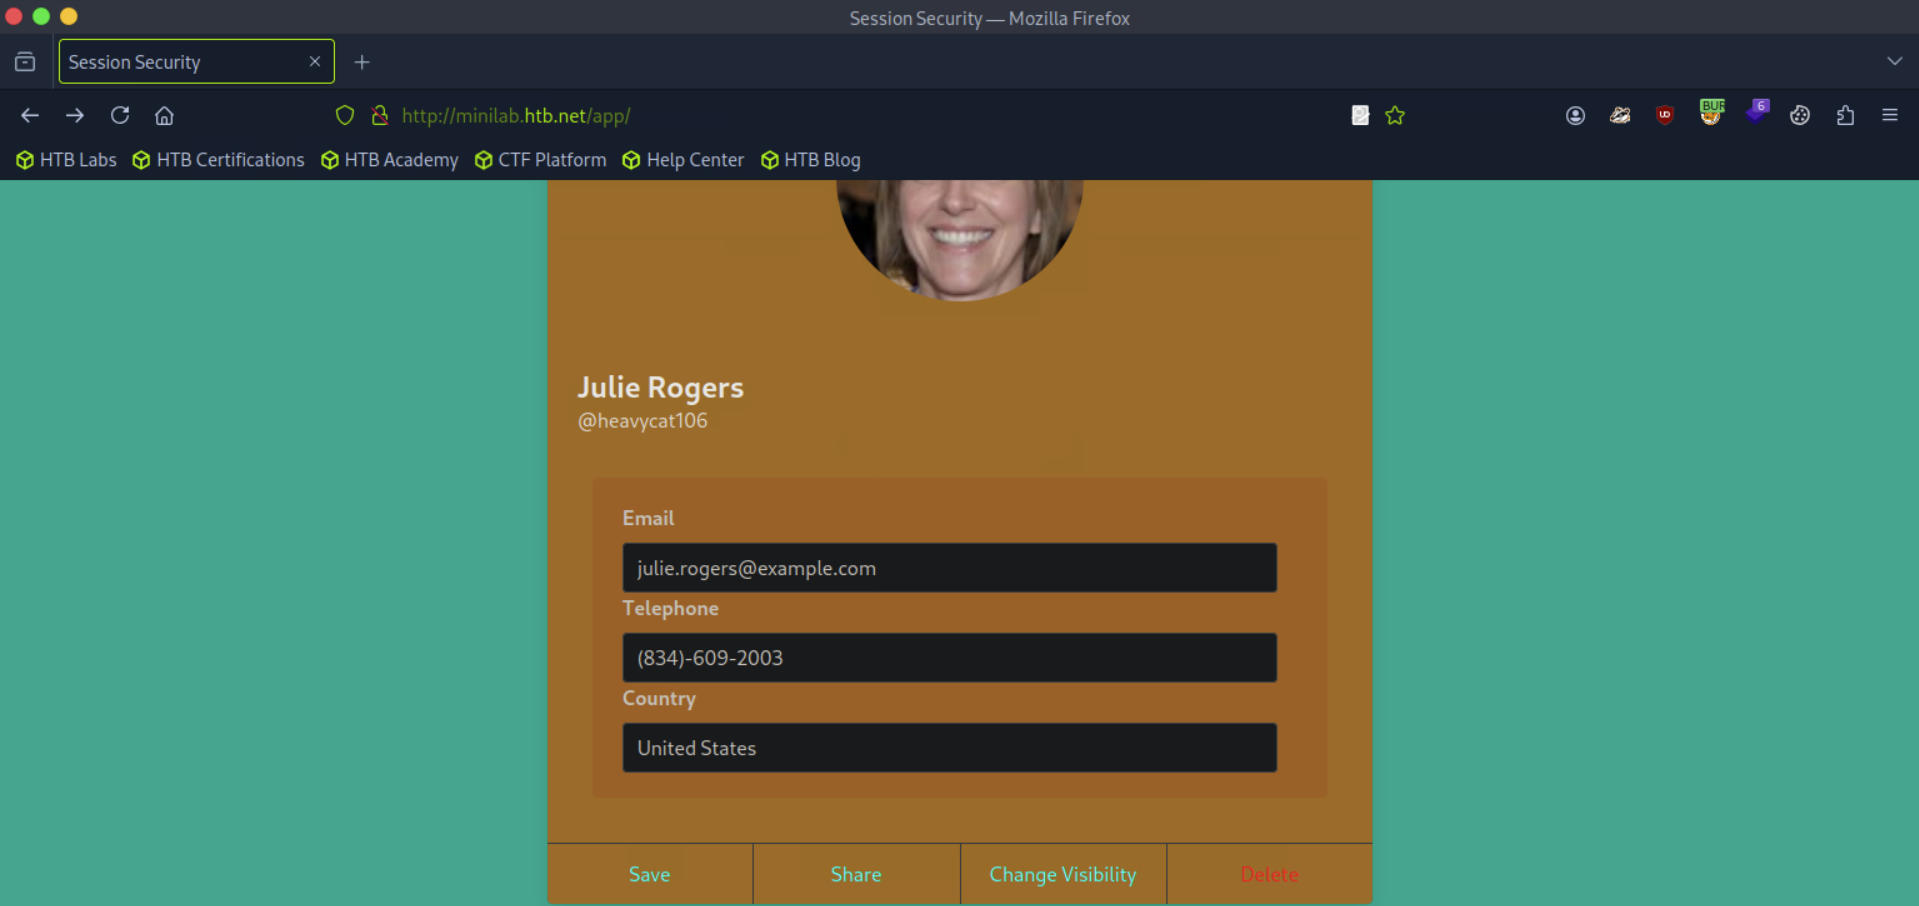 Session Security — Mozilla Firefox
Session Security
http://minilab.htb.net/app/
BUR
6
HTB Labs HTB Certifications HTB Academy CTF Platform Help Center HTB Blog
Julie Rogers
@heavycat106
Email
julie.rogers@example.com
Telephone
(834)-609-2003
Country
United States
Save Share Change Visibility Delete